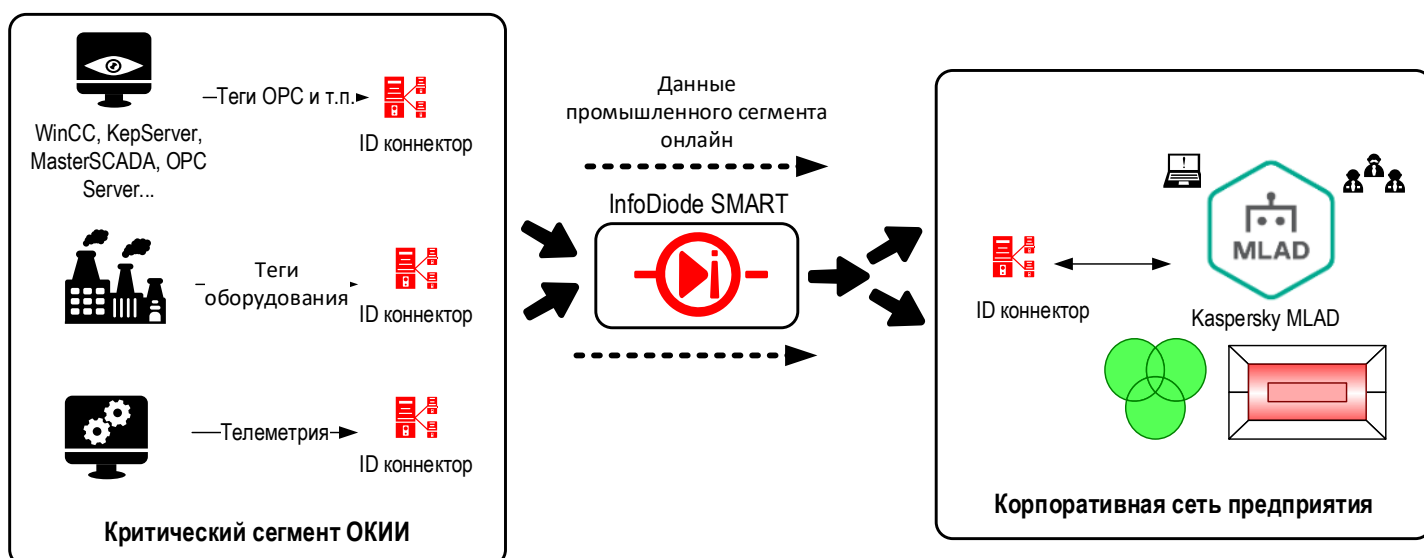 Теги ОРС и т.п.
WinCC, KepServer,
MasterSCADA, OPC
Server...
ID коннектор
Теги
оборудования
ID коннектор
Телеметрия
ID коннектор
Критический сегмент ОКИИ
Данные
промышленного сегмента
онлайн
InfoDiode SMART
i
ID коннектор
!
MLAD
Kaspersky MLAD
Корпоративная сеть предприятия